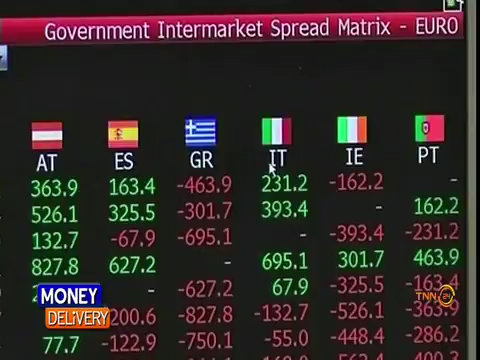 Government Intermarket Spread Matrix - EURO
AT ES GR IT IE PT
363.9 163.4 -463.9 231.2 -162.2 -
526.1 325.5 -301.7 393.4 - 162.2
132.7 -67.9 -695.1 - -393.4 -231.2
827.8 627.2 - 695.1 301.7 463.9
- -627.2 67.9 -325.5 -163.4
-200.6 -827.8 -132.7 -526.1 -363.9
77.7 -122.9 -750.1 -55.0 -448.4 -286.2
MONEY
DELIVERY
TNN 24